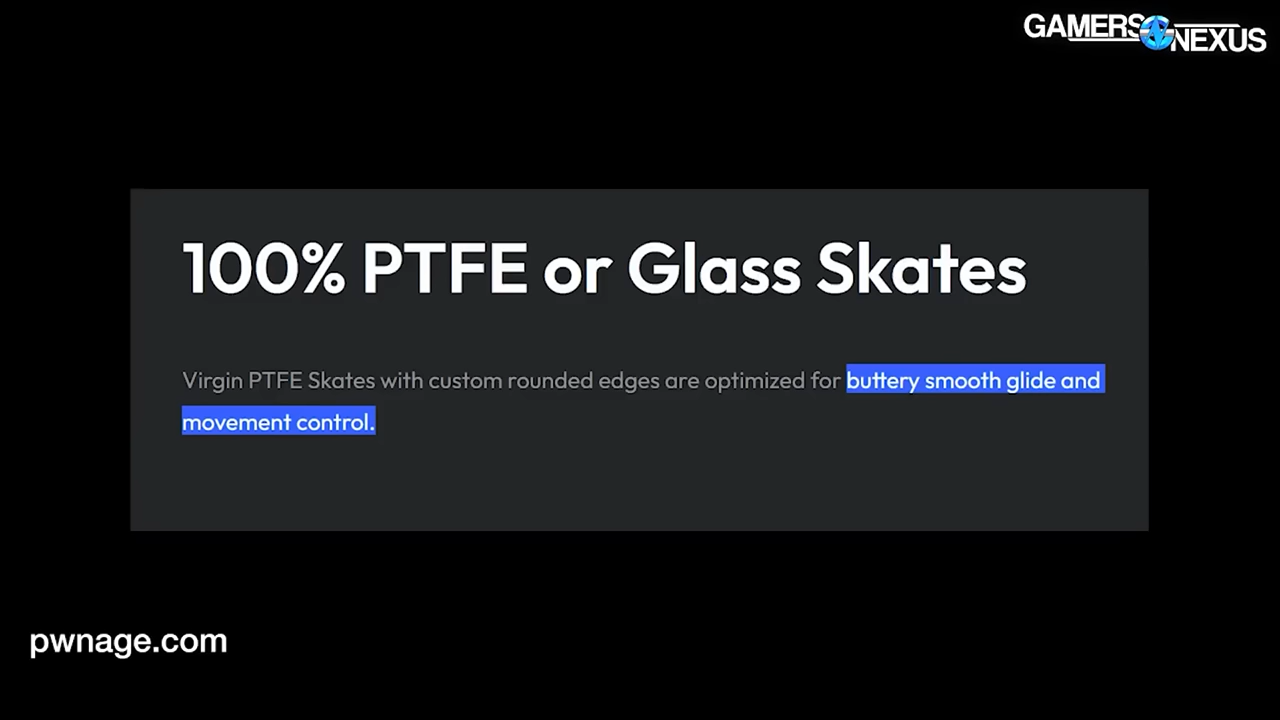 GAMERS NEXUS
100% PTFE or Glass Skates
Virgin PTFE Skates with custom rounded edges are optimized for buttery smooth glide and
movement control.
pwnage.com